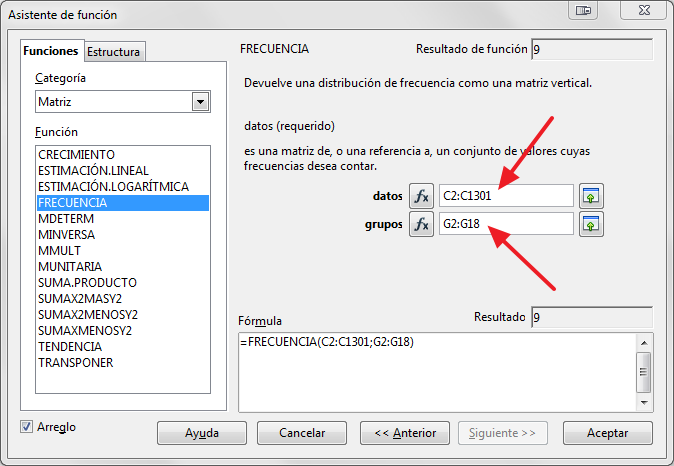 Asistente de función
Funciones
Estructura
Categoría
Matriz
Función
CRECIMIENTO
ESTIMACIÓN.LINEAL
ESTIMACIÓN.LOGARÍTMICA
FRECUENCIA
MDETERM
MINVERSA
MMULT
MUNITARIA
SUMA.PRODUCTO
SUMAX2MASY2
SUMAX2MENOSY2
SUMAXMENOSY2
TENDENCIA
TRANSPONER
FRECUENCIA
Resultado de función 9
Devuelve una distribución de frecuencia como una matriz vertical.
datos (requerido)
es una matriz de, o una referencia a, un conjunto de valores cuyas
frecuencias desea contar.
datos fx C2:C1301
grupos fx G2:G18
Fórmula
Resultado 9
=FRECUENCIA(C2:C1301;G2:G18)
Arreglo
Ayuda
Cancelar
<< Anterior
Siguiente >>
Aceptar